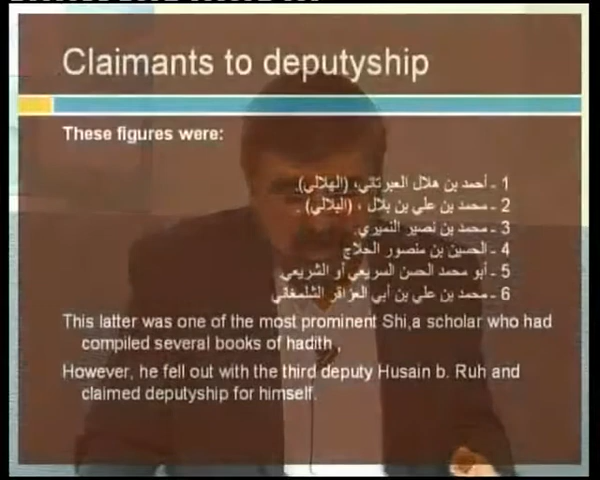 Claimants to deputyship
These figures were:
1 - أحمد بن هلال العبرتائي، (الهلالي).
2 - محمد بن علي بن بلال ، (البلالي) .
3 - محمد بن نصير النميري.
4 - الحسين بن منصور الحلاج
5 - أبو محمد الحسن السريعي أو الشريعي
6 - محمد بن علي بن أبي العزاقر الشلمغاني
This latter was one of the most prominent Shi,a scholar who had
compiled several books of hadith ,
However, he fell out with the third deputy Husain b. Ruh and
claimed deputyship for himself.